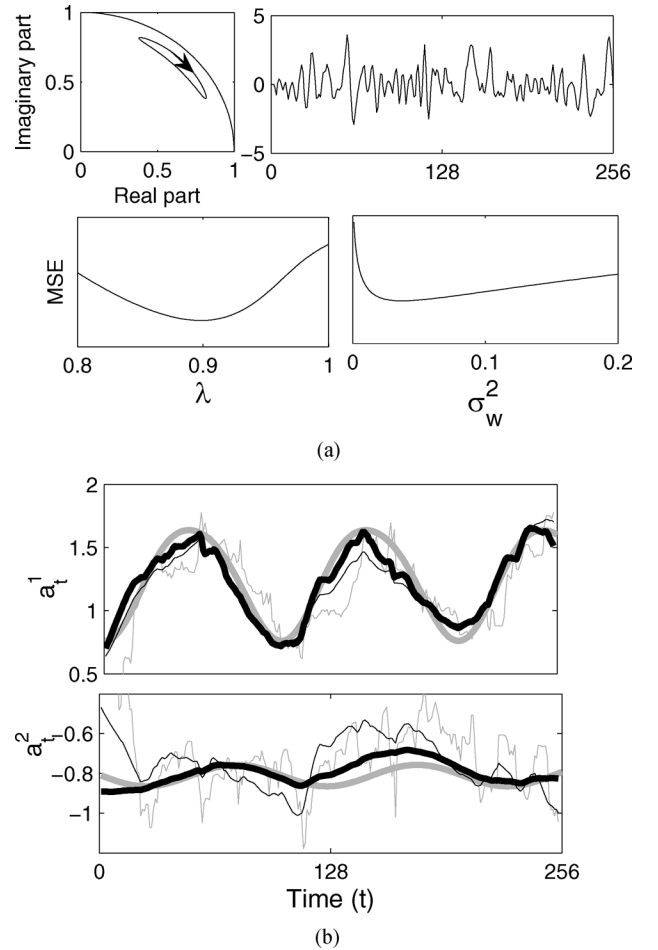 Imaginary part
1
0.5
0
0 0.5 1
Real part
5
0
−5
0 128 256
MSE
0.8 0.9 1
λ
0 0.1 0.2
σ_w^2
(a)
2
1.5
1
0.5
a_t^1
−0.6
−0.8
−1
a_t^2
0 128 256
Time (t)
(b)